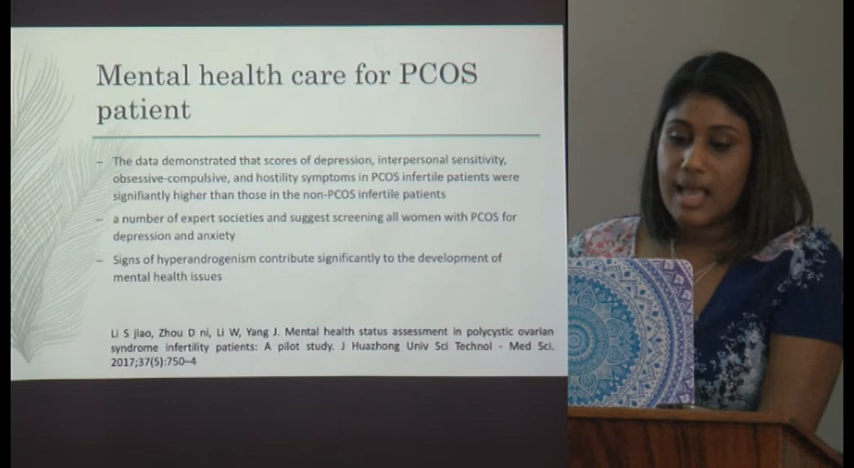 Mental health care for PCOS
patient
– The data demonstrated that scores of depression, interpersonal sensitivity,
obsessive-compulsive, and hostility symptoms in PCOS infertile patients were
signifiantly higher than those in the non-PCOS infertile patients
– a number of expert societies and suggest screening all women with PCOS for
depression and anxiety
– Signs of hyperandrogenism contribute significantly to the development of
mental health issues
Li S jiao, Zhou D ni, Li W, Yang J. Mental health status assessment in polycystic ovarian
syndrome infertility patients: A pilot study. J Huazhong Univ Sci Technol - Med Sci.
2017;37(5):750–4